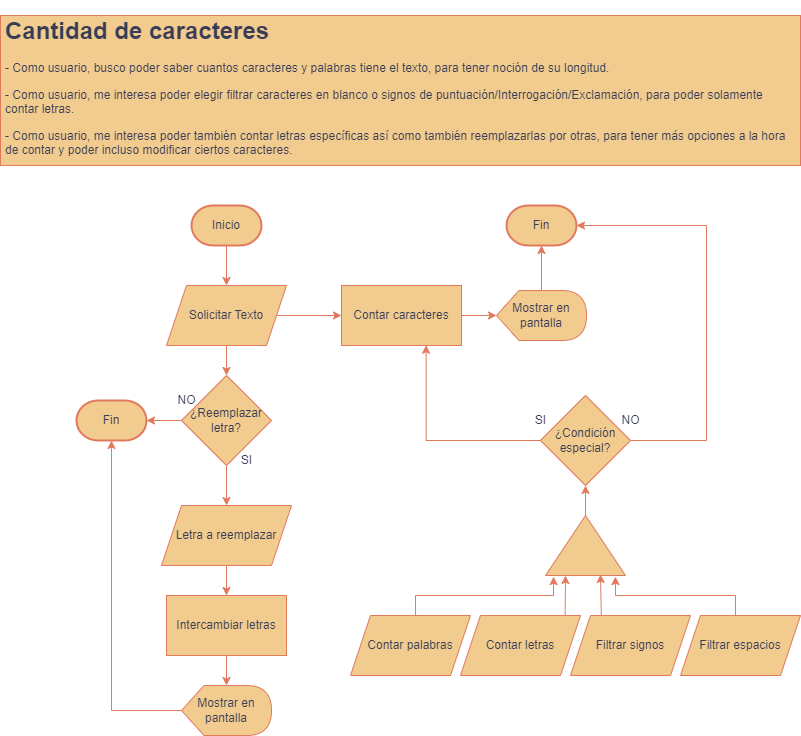 Cantidad de caracteres
- Como usuario, busco poder saber cuantos caracteres y palabras tiene el texto, para tener noción de su longitud.
- Como usuario, me interesa poder elegir filtrar caracteres en blanco o signos de puntuación/Interrogación/Exclamación, para poder solamente
contar letras.
- Como usuario, me interesa poder también contar letras específicas así como también reemplazarlas por otras, para tener más opciones a la hora
de contar y poder incluso modificar ciertos caracteres.
Inicio
Fin
Solicitar Texto
Contar caracteres
Mostrar en
pantalla
NO
Fin
¿Reemplazar
letra?
SI
SI
NO
¿Condición
especial?
Letra a reemplazar
Intercambiar letras
Contar palabras
Contar letras
Filtrar signos
Filtrar espacios
Mostrar en
pantalla